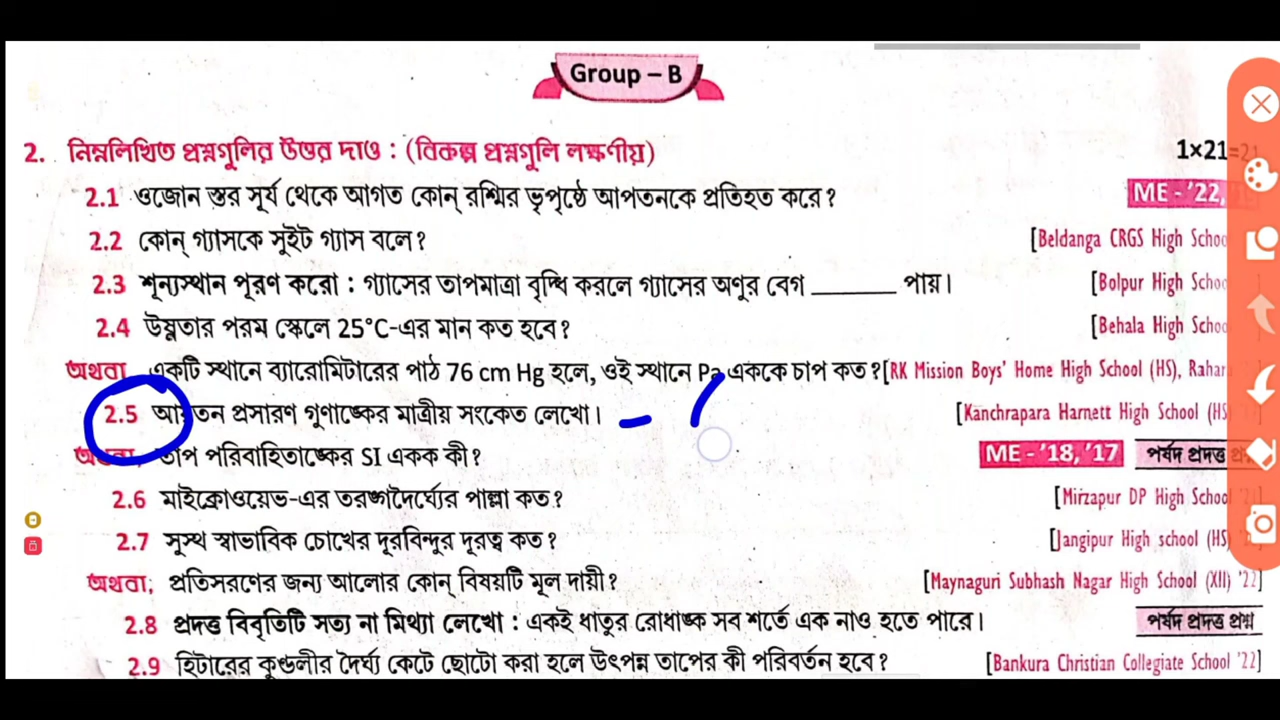 Group – B
2. নিম্নলিখিত প্রশ্নগুলির উত্তর দাও : (বিকল্প প্রশ্নগুলি লক্ষণীয়) 1×21=21
2.1 ওজোন স্তর সূর্য থেকে আগত কোন্ রশ্মির ভূপৃষ্ঠে আপতনকে প্রতিহত করে? ME - '22,
2.2 কোন্ গ্যাসকে সুইট গ্যাস বলে? [Beldanga CRGS High Schoo
2.3 শূন্যস্থান পূরণ করো : গ্যাসের তাপমাত্রা বৃদ্ধি করলে গ্যাসের অণুর বেগ ________ পায়। [Bolpur High Schoo
2.4 উষ্ণতার পরম স্কেলে 25°C-এর মান কত হবে? [Behala High Schoo
অথবা, একটি স্থানে ব্যারোমিটারের পাঠ 76 cm Hg হলে, ওই স্থানে Pa এককে চাপ কত? [RK Mission Boys' Home High School (HS), Rahar
2.5 আয়তন প্রসারণ গুণাঙ্কের মাত্রীয় সংকেত লেখো। [Kanchrapara Harnett High School (HS
অথবা, তাপ পরিবাহিতাঙ্কের SI একক কী? ME - '18, '17 পর্ষদ প্রদত্ত প্রশ্ন
2.6 মাইক্রোওয়েভ-এর তরঙ্গদৈর্ঘ্যের পাল্লা কত? [Mirzapur DP High School
2.7 সুস্থ স্বাভাবিক চোখের দূরবিন্দুর দূরত্ব কত? [Jangipur High school (HS)
অথবা, প্রতিসরণের জন্য আলোর কোন্ বিষয়টি মূল দায়ী? [Maynaguri Subhash Nagar High School (XII) '22]
2.8 প্রদত্ত বিবৃতিটি সত্য না মিথ্যা লেখো : একই ধাতুর রোধাঙ্ক সব শর্তে এক নাও হতে পারে। পর্ষদ প্রদত্ত প্রশ্ন
2.9 হিটারের কুণ্ডলীর দৈর্ঘ্য কেটে ছোটো করা হলে উৎপন্ন তাপের কী পরিবর্তন হবে? [Bankura Christian Collegiate School '22]